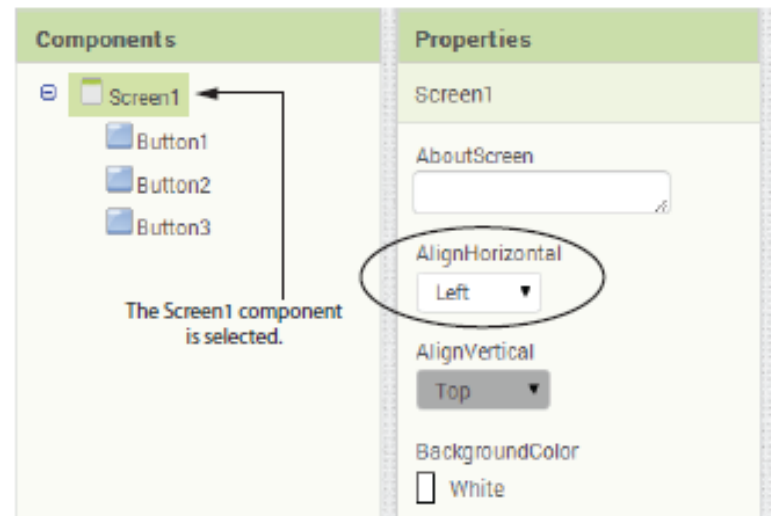 Components
Screen1
Button1
Button2
Button3
The Screen1 component
is selected.
Properties
Screen1
AboutScreen
AlignHorizontal
Left
AlignVertical
Top
BackgroundColor
White